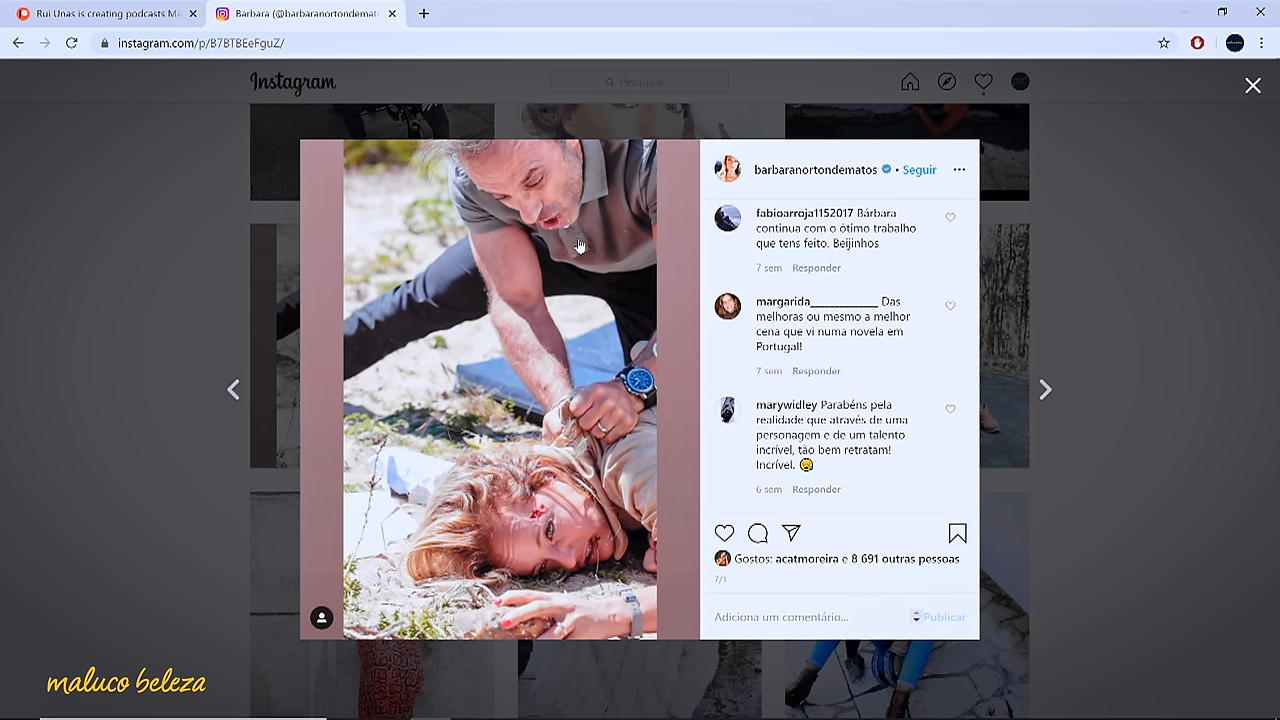 Rui Unas is creating podcasts Ma
Barbara (@barbaranortondemato
instagram.com/p/B7BTBEeFguZ/
Instagram
Pesquisar
barbaranortondematos • Seguir
fabioarroja1152017 Bárbara
continua com o ótimo trabalho
que tens feito. Beijinhos
7 sem Responder
margarida____________ Das
melhoras ou mesmo a melhor
cena que vi numa novela em
Portugal!
7 sem Responder
marywidley Parabéns pela
realidade que através de uma
personagem e de um talento
incrível, tão bem retratam!
Incrível. 😪
6 sem Responder
Gostos: acatmoreira e 8 691 outras pessoas
7/1
Adiciona um comentário... Publicar
maluco beleza